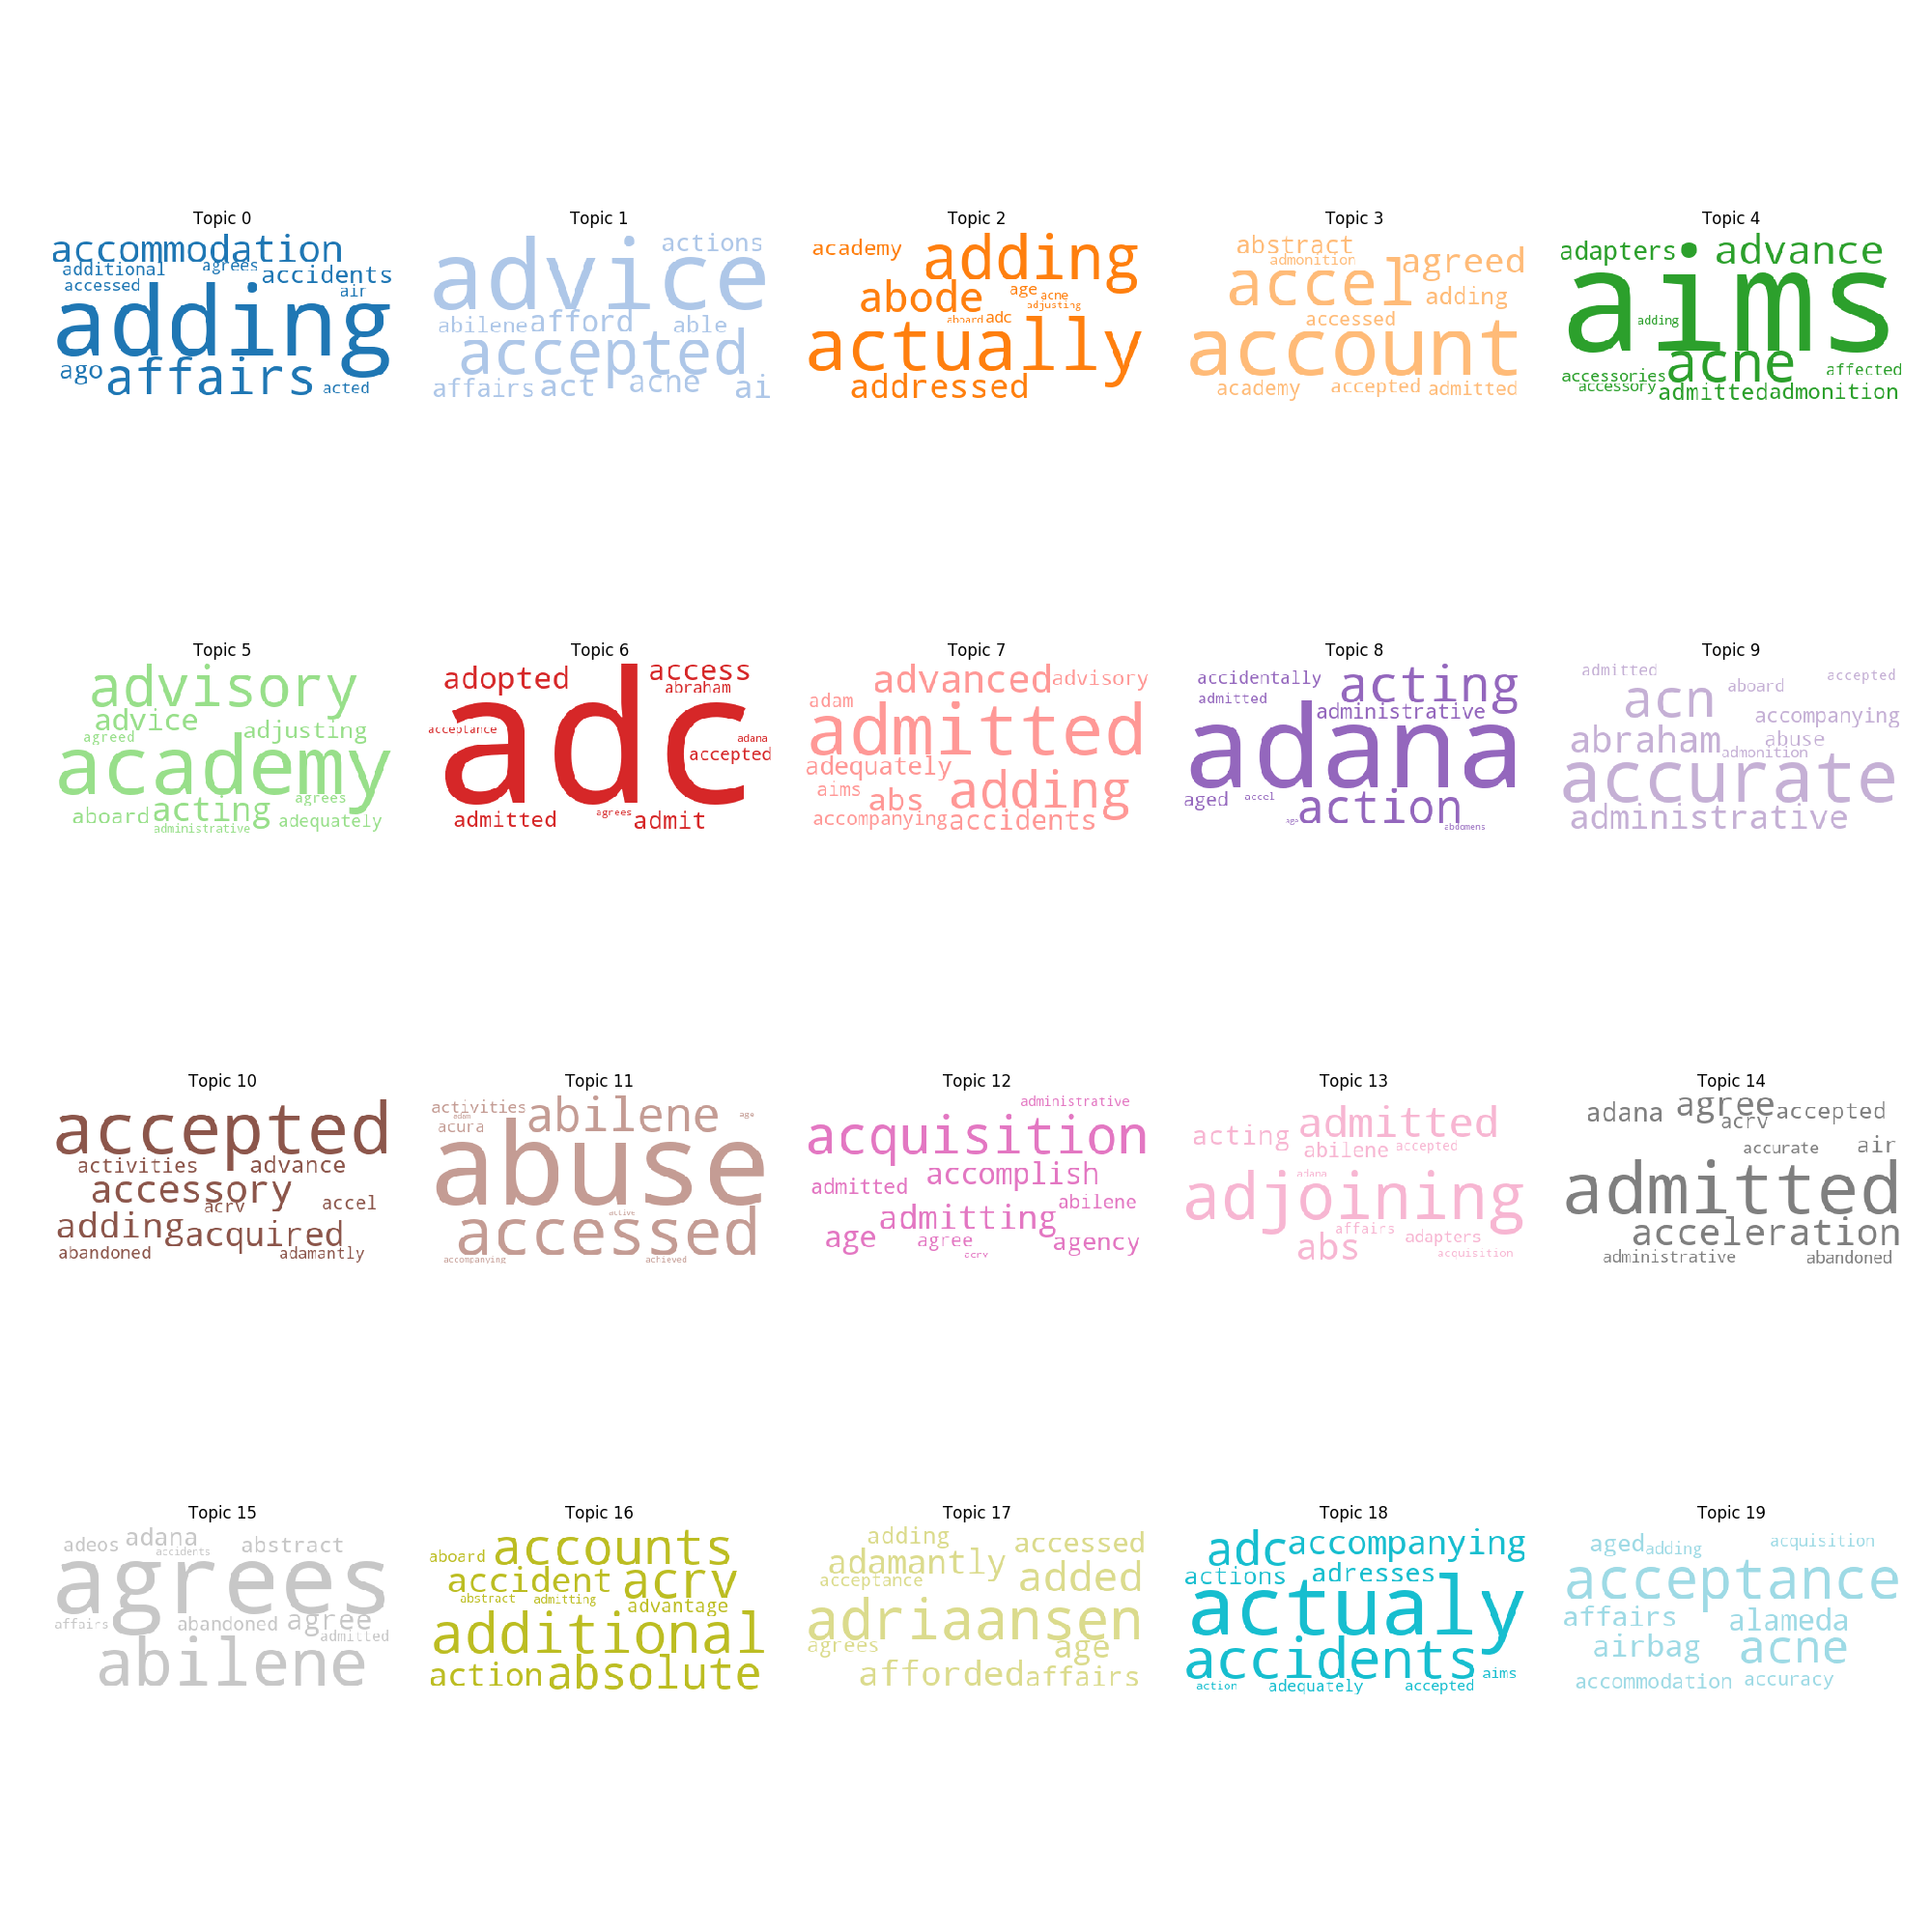 Topic 0
accommodation
additional agrees accidents
accessed air
adding
ago affairs acted
Topic 1
actions
advice
abilene afford able
accepted
affairs act acne ai
Topic 2
academy adding
abode age acne
adjusting
aboard adc
actually
addressed
Topic 3
abstract
admonition agreed
accel adding
accessed
account
academy accepted admitted
Topic 4
adapters advance
aims
adding
acne
accessories affected
accessory admitted admonition
Topic 5
advisory
advice adjusting
agreed
academy
aboard acting agrees
administrative adequately
Topic 6
adopted access
abraham
adc
acceptance adana
accepted
admitted agrees admit
Topic 7
advanced advisory
adam
admitted
adequately
aims abs adding
accompanying accidents
Topic 8
accidentally acting
admitted administrative
adana
aged accel action
age abdomens
Topic 9
admitted accepted
acn aboard
accompanying
abraham abuse
admonition
accurate
administrative
Topic 10
accepted
activities advance
accessory accel
acrv
adding acquired
abandoned adamantly
Topic 11
activities abilene age
adam
acura
abuse
active
accessed
accompanying achieved
Topic 12
administrative
acquisition
accomplish
admitted abilene
admitting
age agree agency
acrv
Topic 13
acting admitted
abilene accepted
adana
adjoining
affairs adapters
abs acquisition
Topic 14
adana agree accepted
acrv
accurate air
admitted
acceleration
administrative abandoned
Topic 15
adeos adana abstract
accidents
agrees
affairs abandoned agree
admitted
abilene
Topic 16
aboard accounts
accident acrv
abstract admitting advantage
additional
action absolute
Topic 17
adding accessed
adamantly added
acceptance
adriaansen
agrees age
afforded affairs
Topic 18
adc accompanying
actions adresses
actualy
accidents aims
action adequately accepted
Topic 19
aged adding acquisition
acceptance
affairs alameda
airbag acne
accommodation accuracy